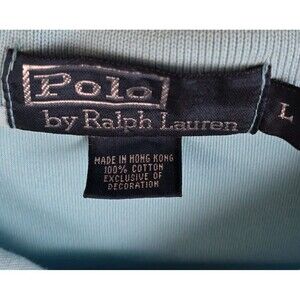 Polo
by Ralph Lauren
L
MADE IN HONG KONG
100% COTTON
EXCLUSIVE OF
DECORATION